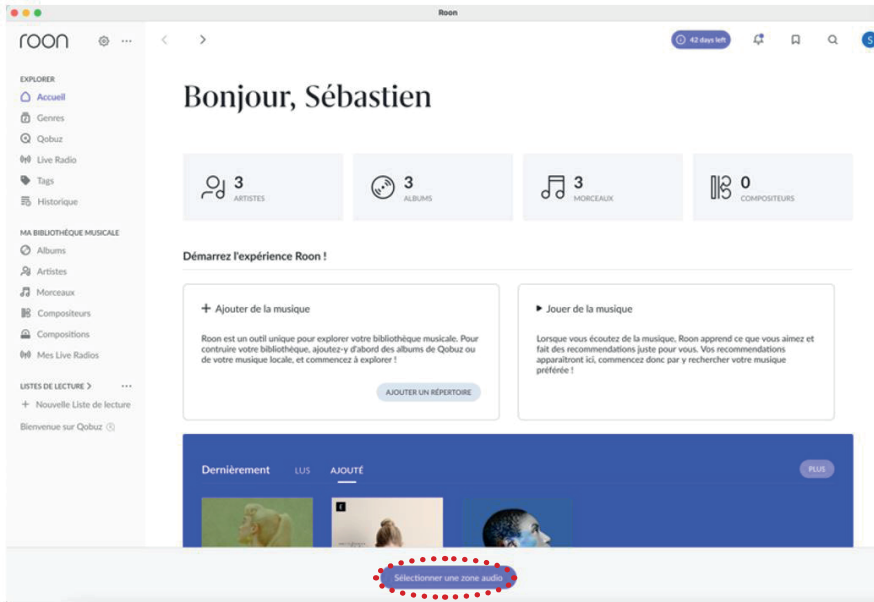 Roon
roon
42 days left
S
EXPLORER
Accueil
Genres
Qobuz
Live Radio
Tags
Historique
MA BIBLIOTHÉQUE MUSICALE
Albums
Artistes
Morceaux
Compositeurs
Compositions
Mes Live Radios
LISTES DE LECTURE
Nouvelle Liste de lecture
Bienvenue sur Qobuz
Bonjour, Sébastien
3
ARTISTES
3
ALBUMS
3
MORCEAUX
0
COMPOSITEURS
Démarrez l'expérience Roon !
Ajouter de la musique
Roon est un outil unique pour explorer votre bibliothèque musicale. Pour
contruire votre bibliothèque, ajoutez-y d'abord des albums de Qobuz ou
de votre musique locale, et commencez à explorer !
AJOUTER UN RÉPERTOIRE
Jouer de la musique
Lorsque vous écoutez de la musique, Roon apprend ce que vous aimez et
fait des recommendations juste pour vous. Vos recommendations
apparaîtront ici, commencez donc par y rechercher votre musique
préférée !
Dernièrement
LUS
AJOUTÉ
PLUS
Sélectionner une zone audio